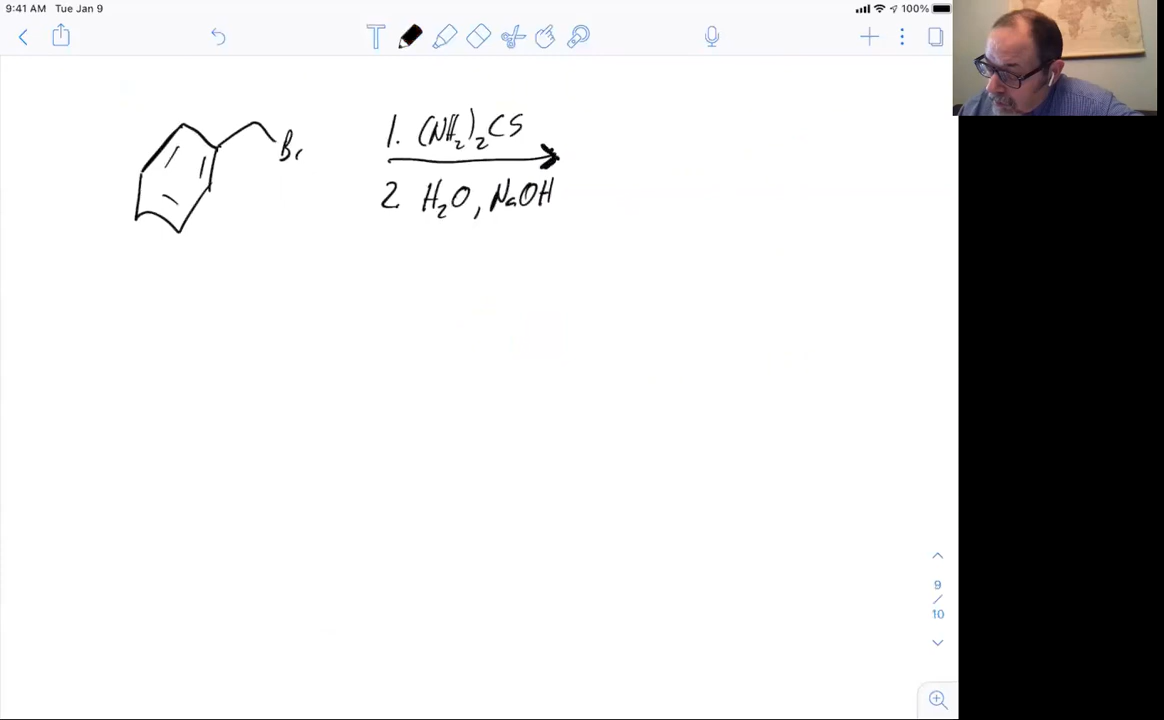 9:41 AM Tue Jan 9
100%
T
Br
1. (NH₂)₂CS
2. H₂O, NaOH
9
/
10